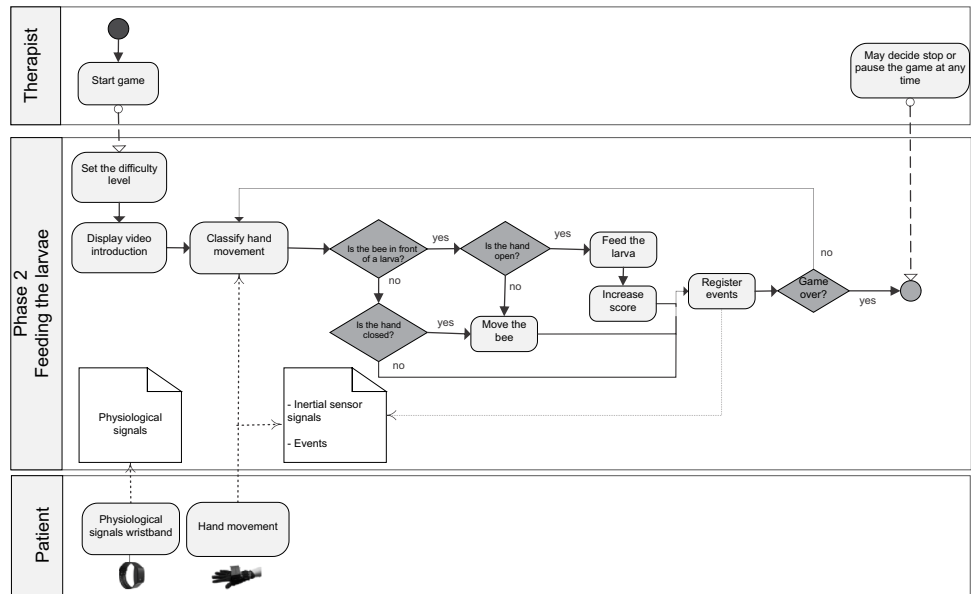 Therapist
Start game
May decide stop or
pause the game at any
time
Phase 2
Feeding the larvae
Set the difficulty
level
Display video
introduction
Classify hand
movement
Is the bee in front
of a larva?
yes
no
Is the hand
open?
yes
no
Feed the
larva
Increase
score
Is the hand
closed?
yes
no
Move the
bee
Register
events
Game
over?
no
yes
Physiological
signals
- Inertial sensor
signals
- Events
Patient
Physiological
signals wristband
Hand movement